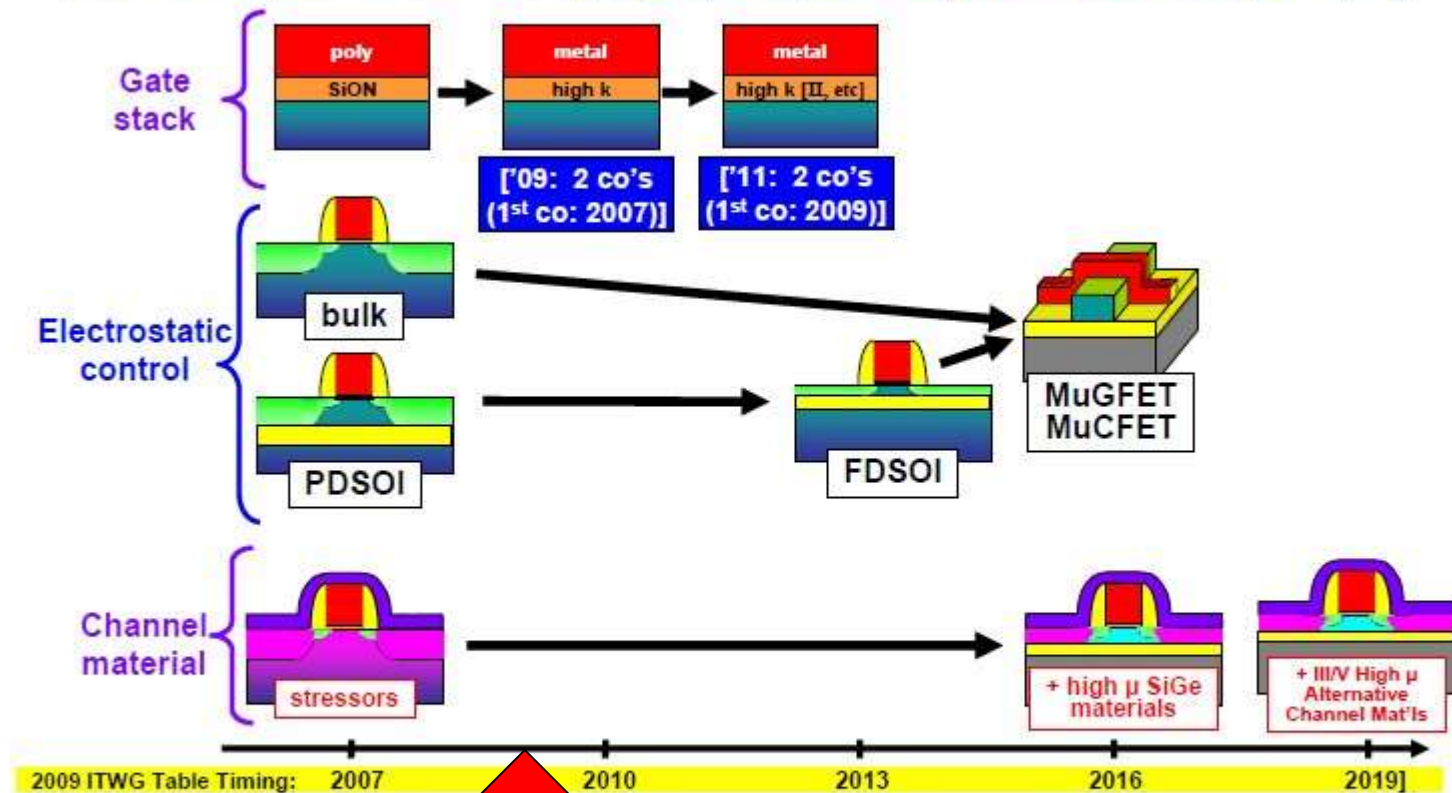 Gate
stack
poly
SiON
metal
high k
metal
high k [II, etc]
['09: 2 co's
(1st co: 2007)]
['11: 2 co's
(1st co: 2009)]
Electrostatic
control
bulk
PDSOI
FDSOI
MuGFET
MuCFET
Channel
material
stressors
+ high μ SiGe
materials
+ III/V High μ
Alternative
Channel Mat'ls
2009 ITWG Table Timing: 2007 2010 2013 2016 2019]